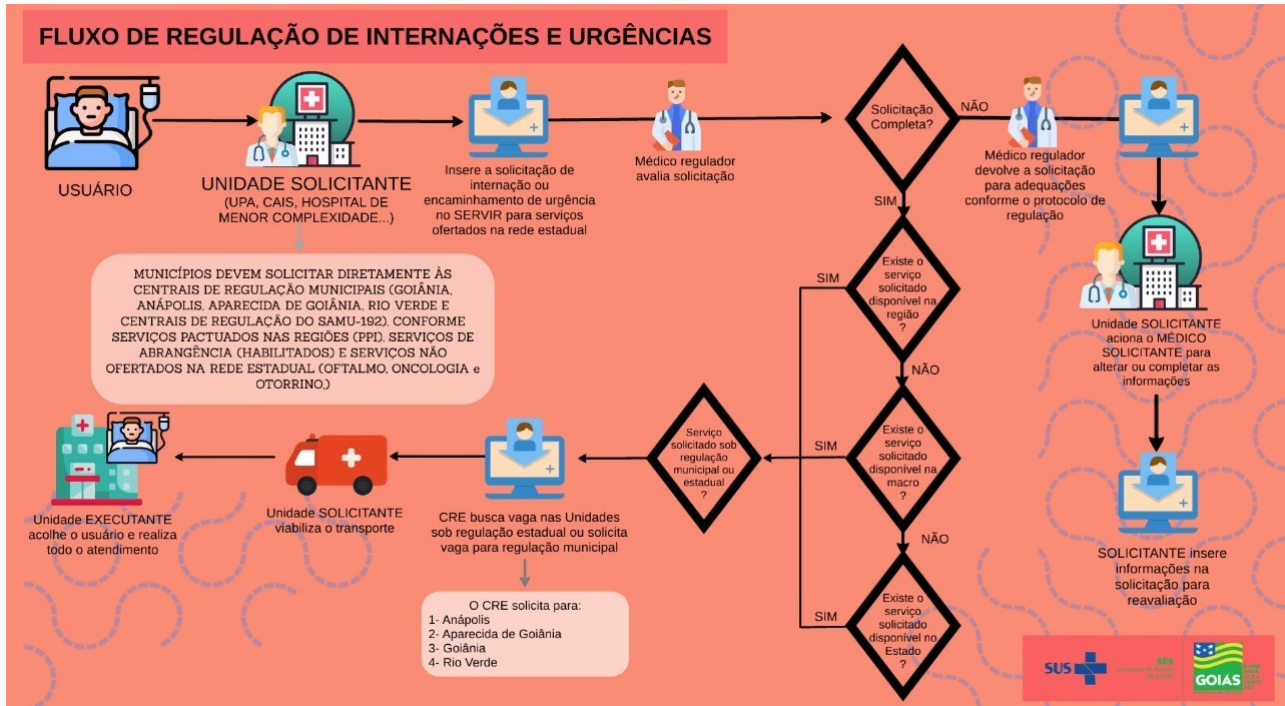 FLUXO DE REGULAÇÃO DE INTERNAÇÕES E URGÊNCIAS
USUÁRIO
UNIDADE SOLICITANTE
(UPA, CAIS, HOSPITAL DE
MENOR COMPLEXIDADE...)
Insere a solicitação de
internação ou
encaminhamento de urgência
no SERVIR para serviços
ofertados na rede estadual
Médico regulador
avalia solicitação
Solicitação
Completa?
NÃO
Médico regulador
devolve a solicitação
para adequações
conforme o protocolo de
regulação
SIM
MUNICÍPIOS DEVEM SOLICITAR DIRETAMENTE ÀS
CENTRAIS DE REGULAÇÃO MUNICIPAIS (GOIÂNIA,
ANÁPOLIS, APARECIDA DE GOIÂNIA, RIO VERDE E
CENTRAIS DE REGULAÇÃO DO SAMU-192), CONFORME
SERVIÇOS PACTUADOS NAS REGIÕES (PPI), SERVIÇOS DE
ABRANGÊNCIA (HABILITADOS) E SERVIÇOS NÃO
OFERTADOS NA REDE ESTADUAL (OFTALMO, ONCOLOGIA e
OTORRINO,)
SIM
Existe o
serviço
solicitado
disponível na
região
?
Unidade SOLICITANTE
aciona o MÉDICO
SOLICITANTE para
alterar ou completar as
informações
NÃO
Existe o
serviço
solicitado
disponível na
macro
?
SIM
Serviço
solicitado sob
regulação
municipal ou
estadual
?
CRE busca vaga nas Unidades
sob regulação estadual ou solicita
vaga para regulação municipal
Unidade SOLICITANTE
viabiliza o transporte
Unidade EXECUTANTE
acolhe o usuário e realiza
todo o atendimento
NÃO
SOLICITANTE insere
informações na
solicitação para
reavaliação
O CRE solicita para:
1- Anápolis
2- Aparecida de Goiânia
3- Goiânia
4- Rio Verde
SIM
Existe o
serviço
solicitado
disponível no
Estado
?
SUS
SES
GOIÁS